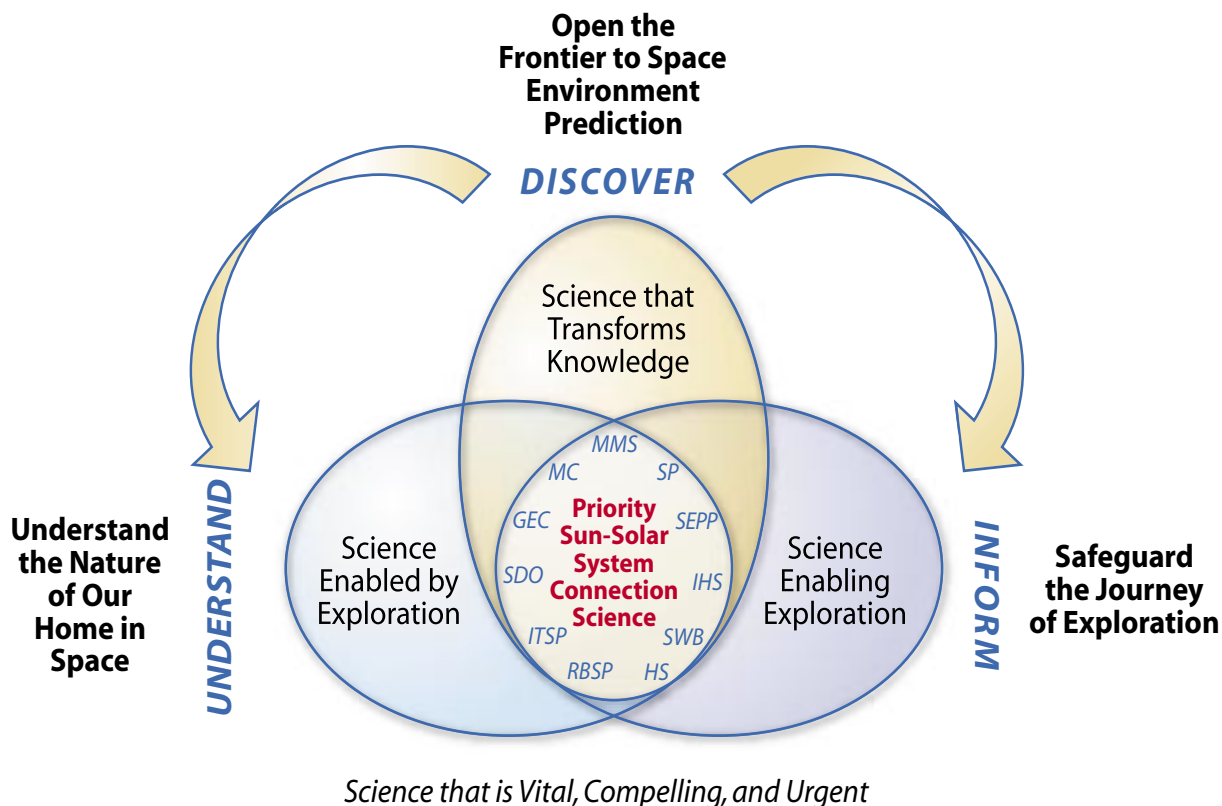 Open the
Frontier to Space
Environment
Prediction
DISCOVER
Science that
Transforms
Knowledge
MMS
MC
SP
GEC
SEPP
SDO
IHS
ITSP
SWB
RBSP
HS
Priority
Sun-Solar
System
Connection
Science
UNDERSTAND
Understand
the Nature
of Our
Home in
Space
Science
Enabled by
Exploration
Science
Enabling
Exploration
INFORM
Safeguard
the Journey
of Exploration
Science that is Vital, Compelling, and Urgent